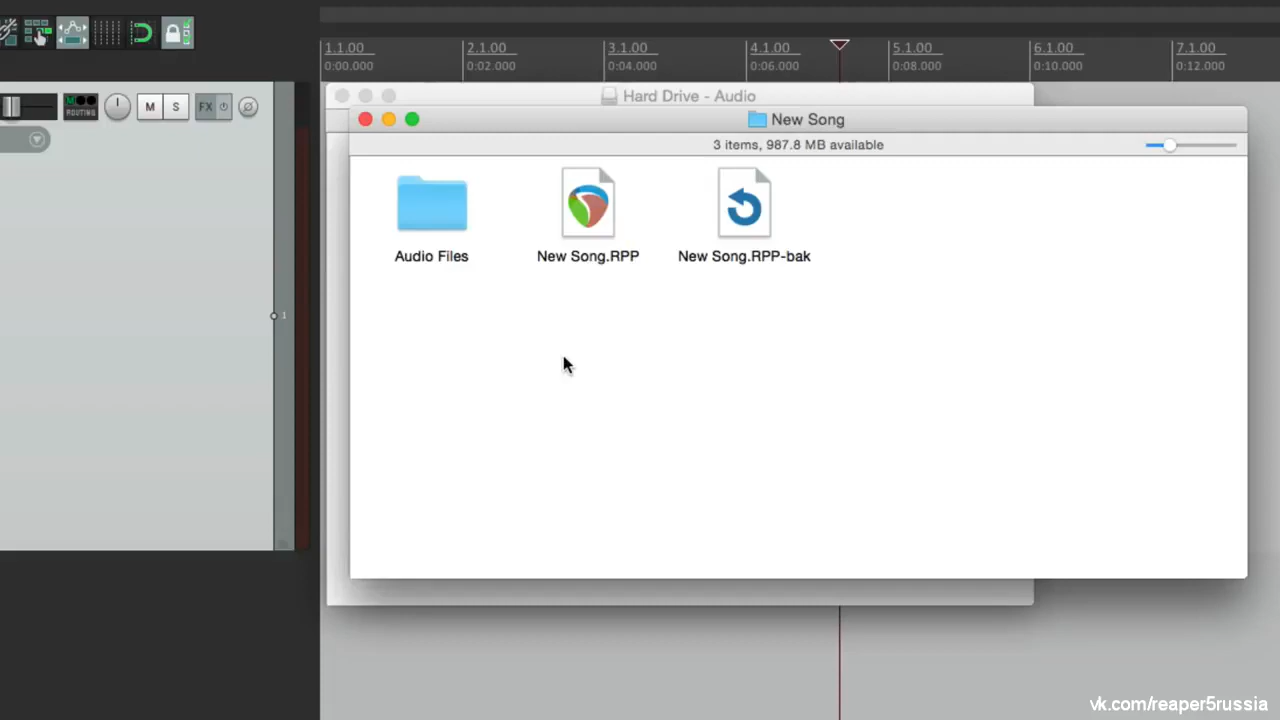 1.1.00 2.1.00 3.1.00 4.1.00 5.1.00 6.1.00 7.1.00
0:00.000 0:02.000 0:04.000 0:06.000 0:08.000 0:10.000 0:12.000
Hard Drive - Audio
M S FX
ROUTING
New Song
3 items, 987.8 MB available
Audio Files
New Song.RPP
New Song.RPP-bak
1
vk.com/reaper5russia